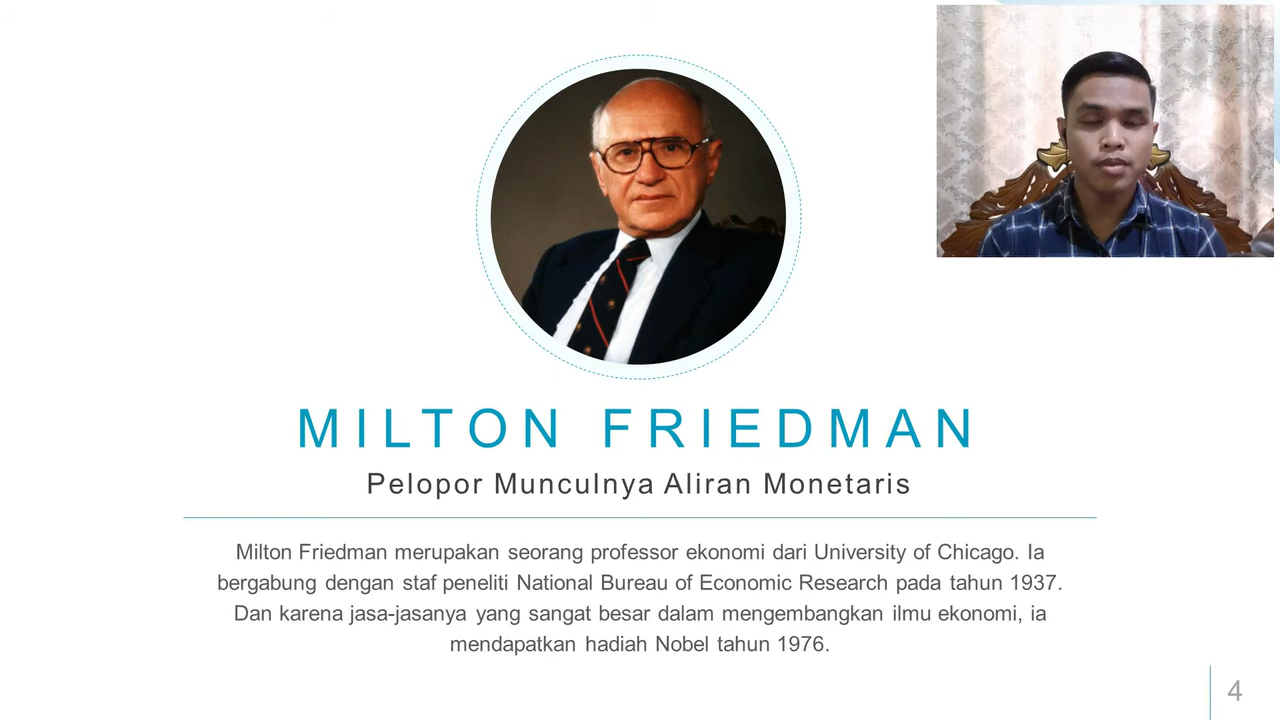 MILTON FRIEDMAN
Pelopor Munculnya Aliran Monetaris
Milton Friedman merupakan seorang professor ekonomi dari University of Chicago. Ia
bergabung dengan staf peneliti National Bureau of Economic Research pada tahun 1937.
Dan karena jasa-jasanya yang sangat besar dalam mengembangkan ilmu ekonomi, ia
mendapatkan hadiah Nobel tahun 1976.
4